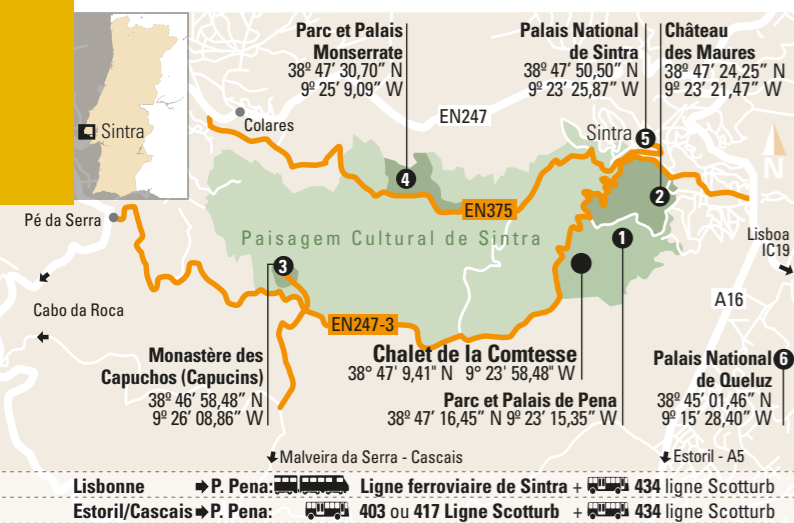 Parc et Palais
Monserrate
38º 47′ 30,70″ N
9º 25′ 9,09″ W
Palais National
de Sintra
38º 47′ 50,50″ N
9º 23′ 25,87″ W
Château
des Maures
38º 47′ 24,25″ N
9º 23′ 21,47″ W
Sintra
Colares
EN247
Sintra 5
N
4
2
EN375
Pé da Serra
Paisagem Cultural de Sintra
1
Lisboa
IC19
3
Cabo da Roca
A16
EN247-3
Monastère des
Capuchos (Capucins)
38º 46′ 58,48″ N
9º 26′ 08,86″ W
Chalet de la Comtesse
38° 47' 9,41" N 9° 23' 58,48" W
Parc et Palais de Pena
38º 47′ 16,45″ N 9º 23′ 15,35″ W
Palais National 6
de Queluz
38º 45′ 01,46″ N
9º 15′ 28,40″ W
Malveira da Serra - Cascais
Estoril - A5
Lisbonne ➡ P. Pena: Ligne ferroviaire de Sintra + 434 ligne Scotturb
Estoril/Cascais ➡ P. Pena: 403 ou 417 Ligne Scotturb + 434 ligne Scotturb